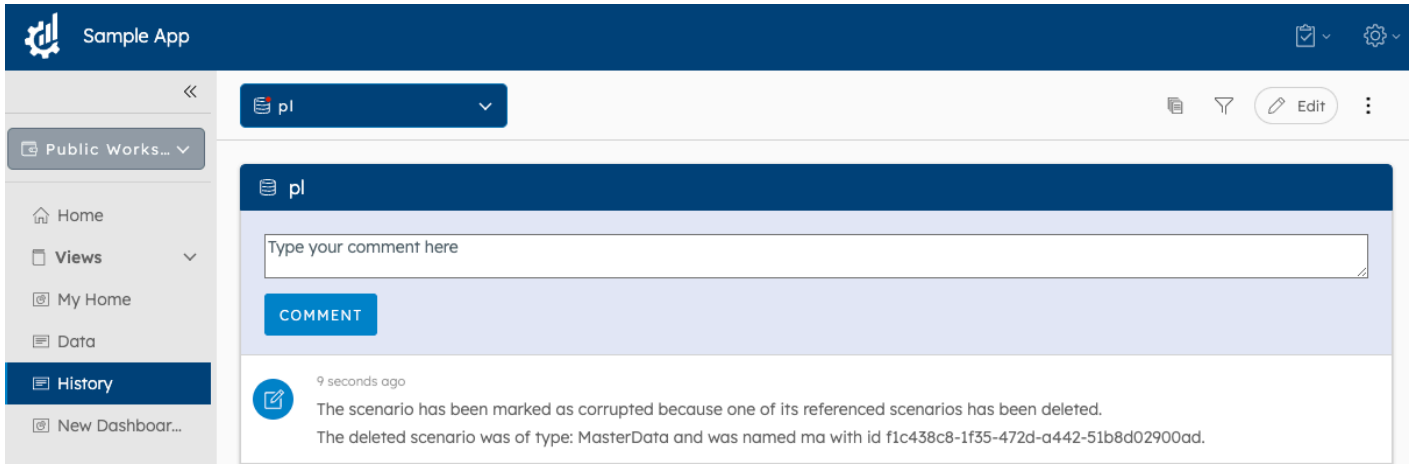 Sample App
pl
Edit
Public Works...
pl
Home
Type your comment here
Views
My Home
COMMENT
Data
History
9 seconds ago
The scenario has been marked as corrupted because one of its referenced scenarios has been deleted.
New Dashboar...
The deleted scenario was of type: MasterData and was named ma with id f1c438c8-1f35-472d-a442-51b8d02900ad.